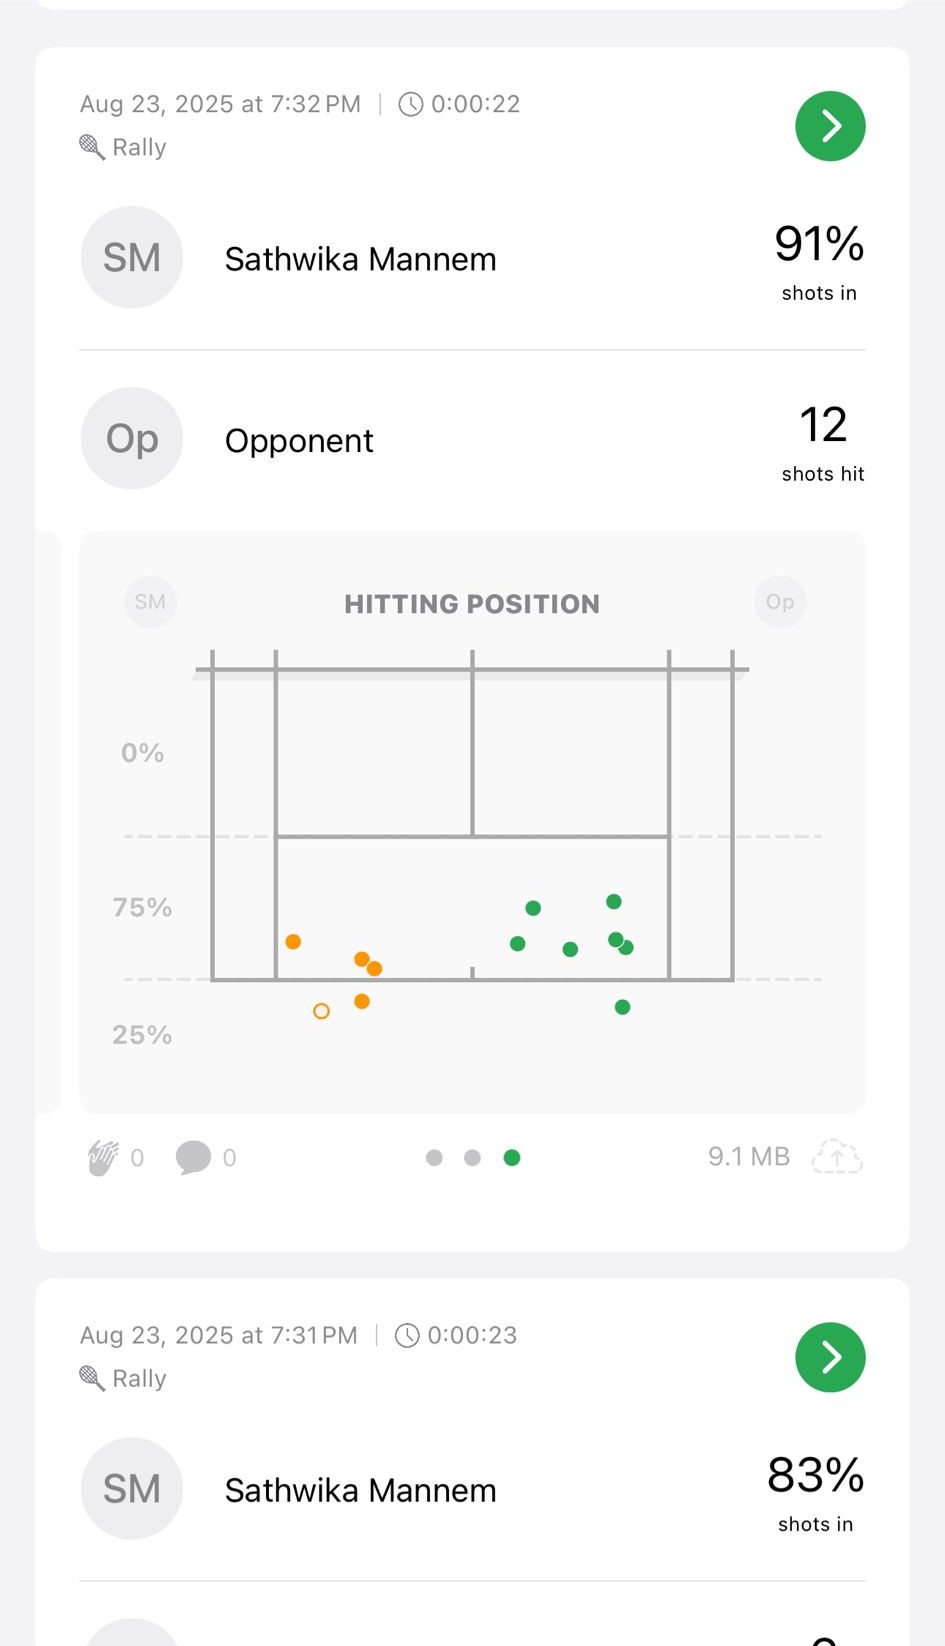 Aug 23, 2025 at 7:32 PM | 0:00:22
Rally
SM Sathwika Mannem 91%
shots in
Op Opponent 12
shots hit
SM HITTING POSITION Op
0%
75%
25%
0 0 9.1 MB
Aug 23, 2025 at 7:31 PM | 0:00:23
Rally
SM Sathwika Mannem 83%
shots in